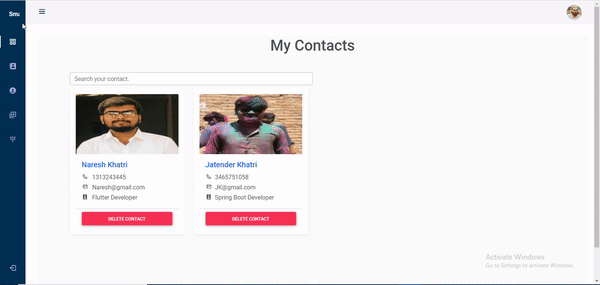 Sma
My Contacts
Search your contact.
Naresh Khatri
1313243445
Naresh@gmail.com
Flutter Developer
DELETE CONTACT
Jatender Khatri
3465751058
JK@gmail.com
Spring Boot Developer
DELETE CONTACT
Activate Windows
Go to Settings to activate Windows.